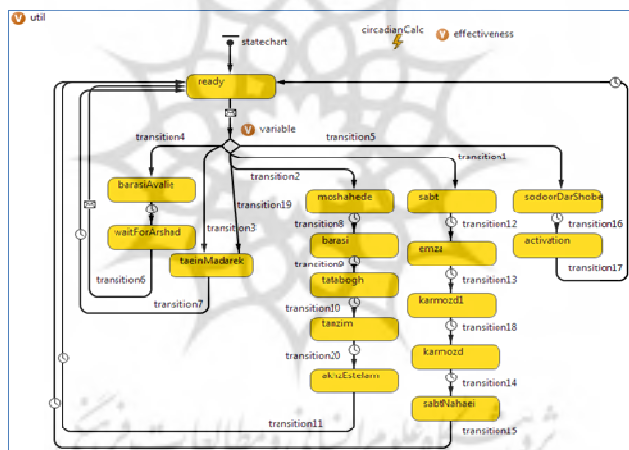 util
circadianCalc
effectiveness
statechart
ready
variable
transition4
transition5
transition1
transition2
barasiAvalie
moshahede
sabt
sodoorDarShobe
transition19
transition3
transition8
transition12
transition16
waitForArshad
barasi
emza
activation
taeinMadarek
transition9
transition6
tatabogh
transition13
transition17
transition7
karmozd1
transition10
tanzim
transition18
transition20
karmozd
transition14
sabtNahaei
transition11
transition15